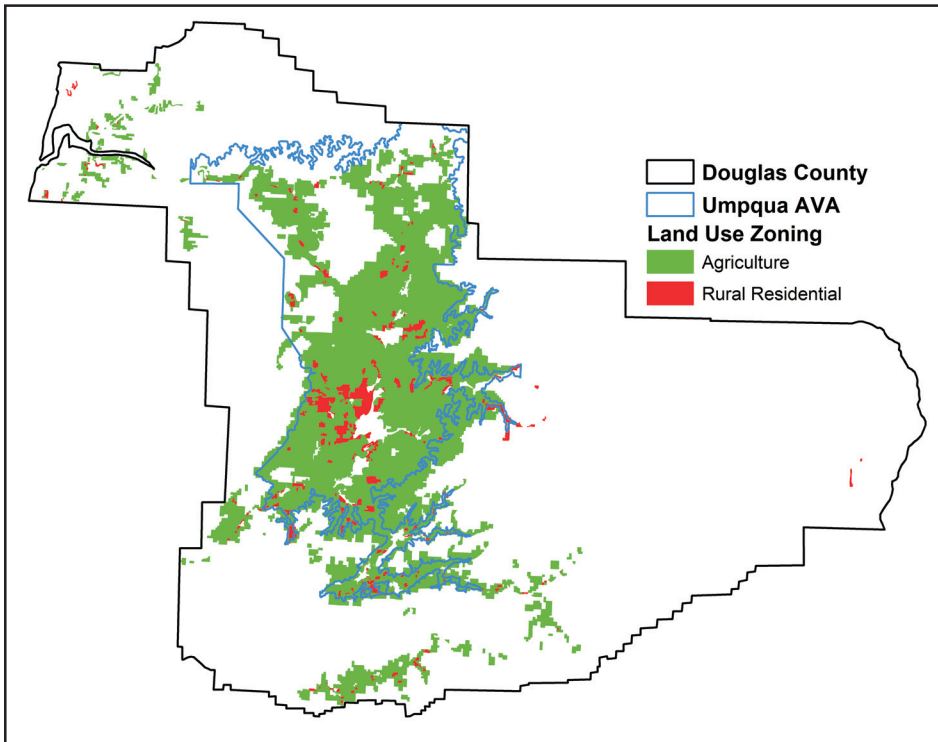 Douglas County
Umpqua AVA
Land Use Zoning
Agriculture
Rural Residential